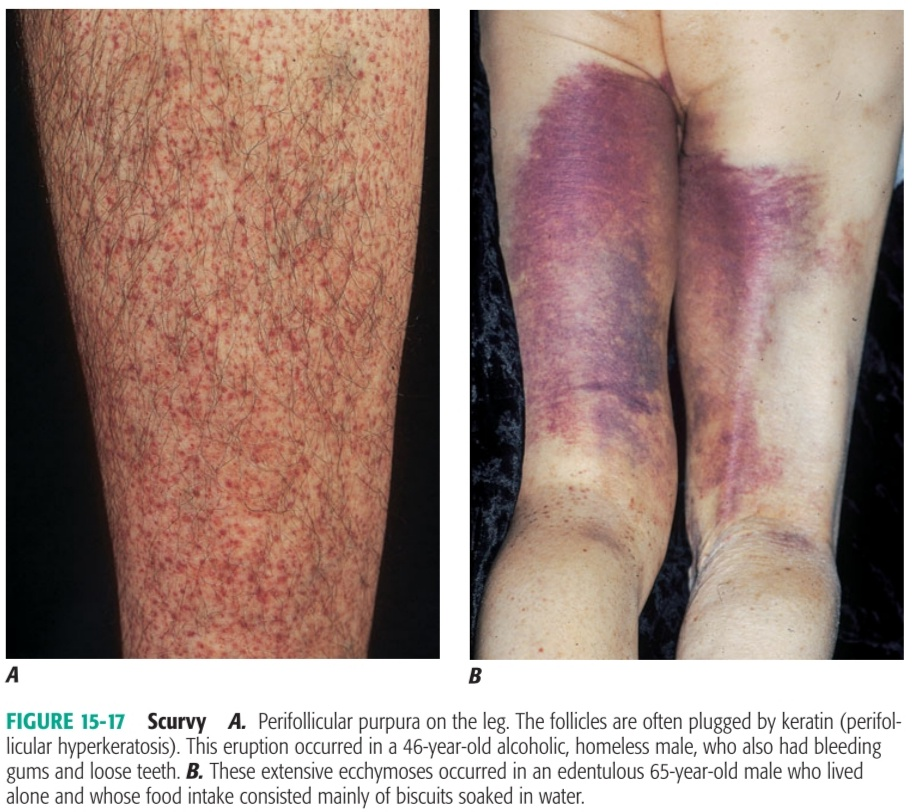 A
B
FIGURE 15-17 Scurvy A. Perifollicular purpura on the leg. The follicles are often plugged by keratin (perifol-
licular hyperkeratosis). This eruption occurred in a 46-year-old alcoholic, homeless male, who also had bleeding
gums and loose teeth. B. These extensive ecchymoses occurred in an edentulous 65-year-old male who lived
alone and whose food intake consisted mainly of biscuits soaked in water.